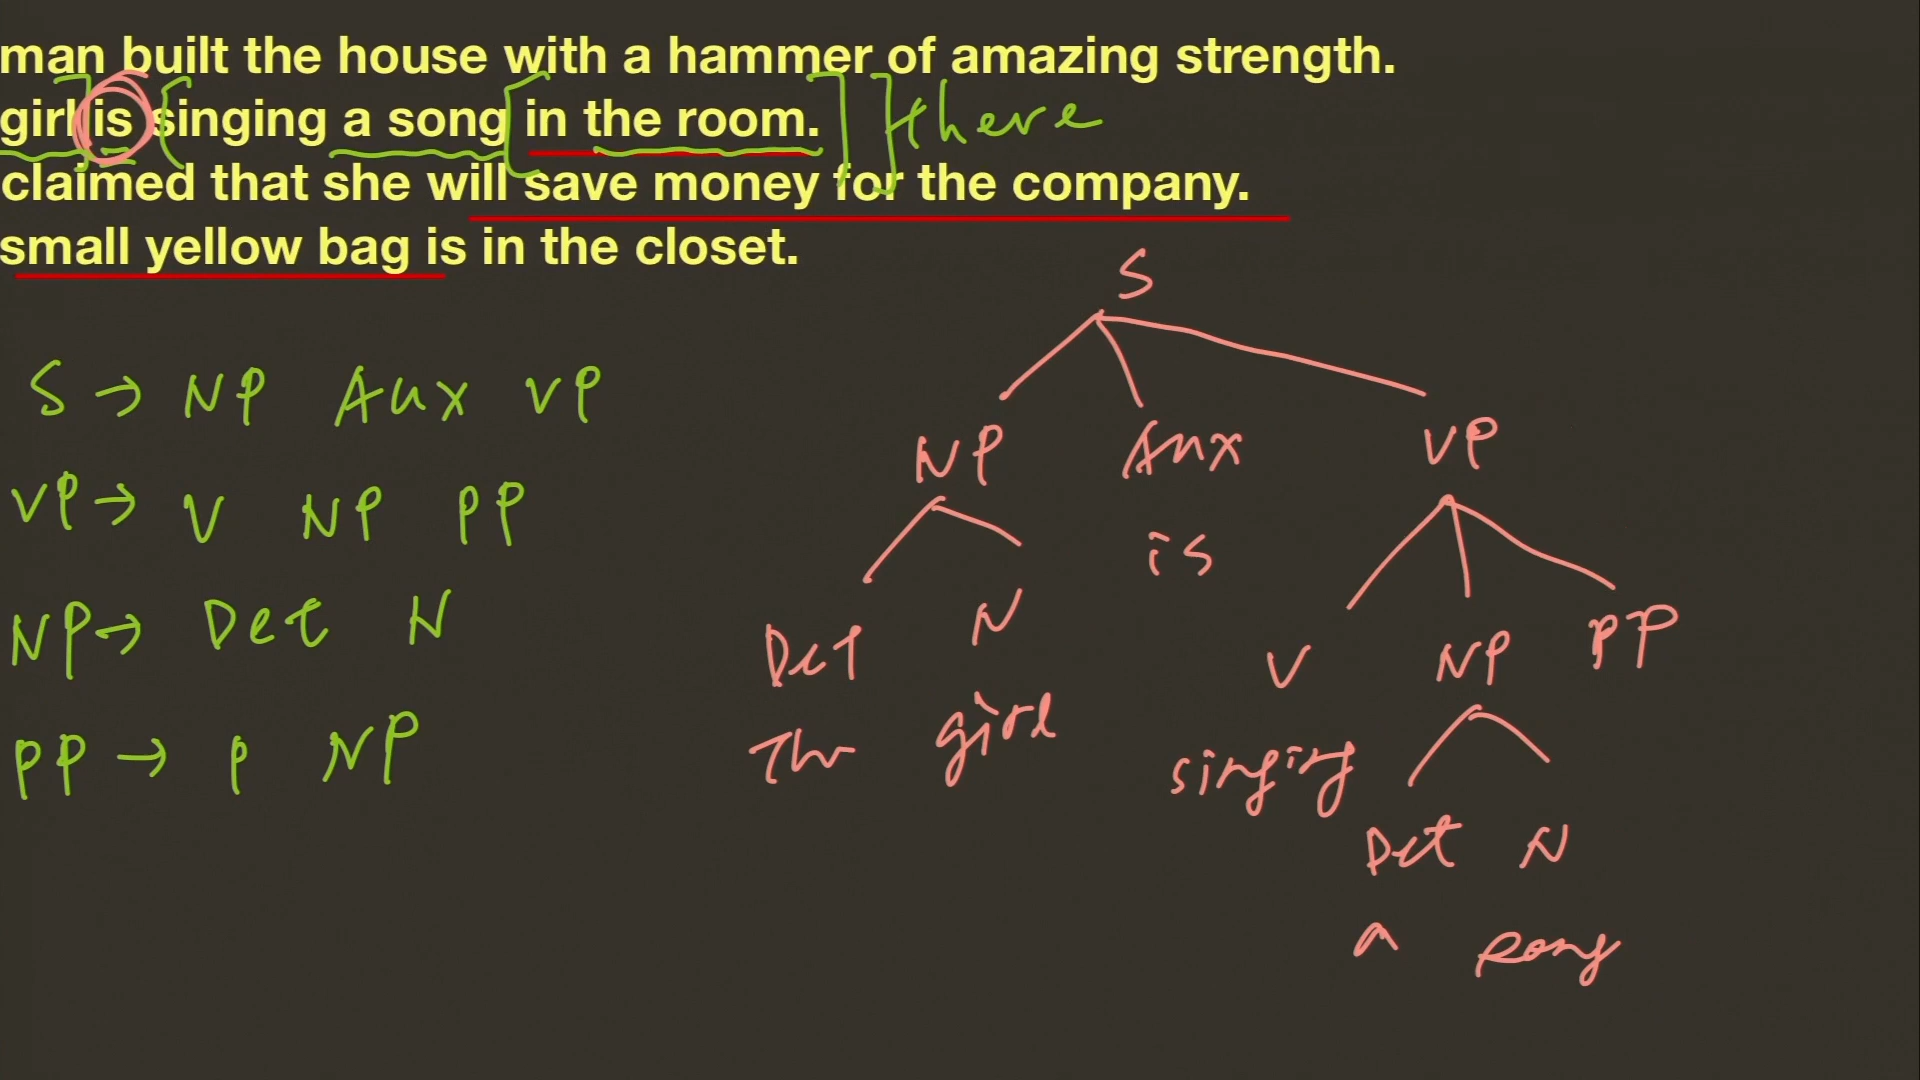 man built the house with a hammer of amazing strength.
girl is singing a song in the room. there
claimed that she will save money for the company.
small yellow bag is in the closet.
S
S → NP Aux VP
NP Aux VP
VP → V NP PP
is
NP → Det N
Det N V NP PP
The girl singing
PP → P NP
Det N
a song